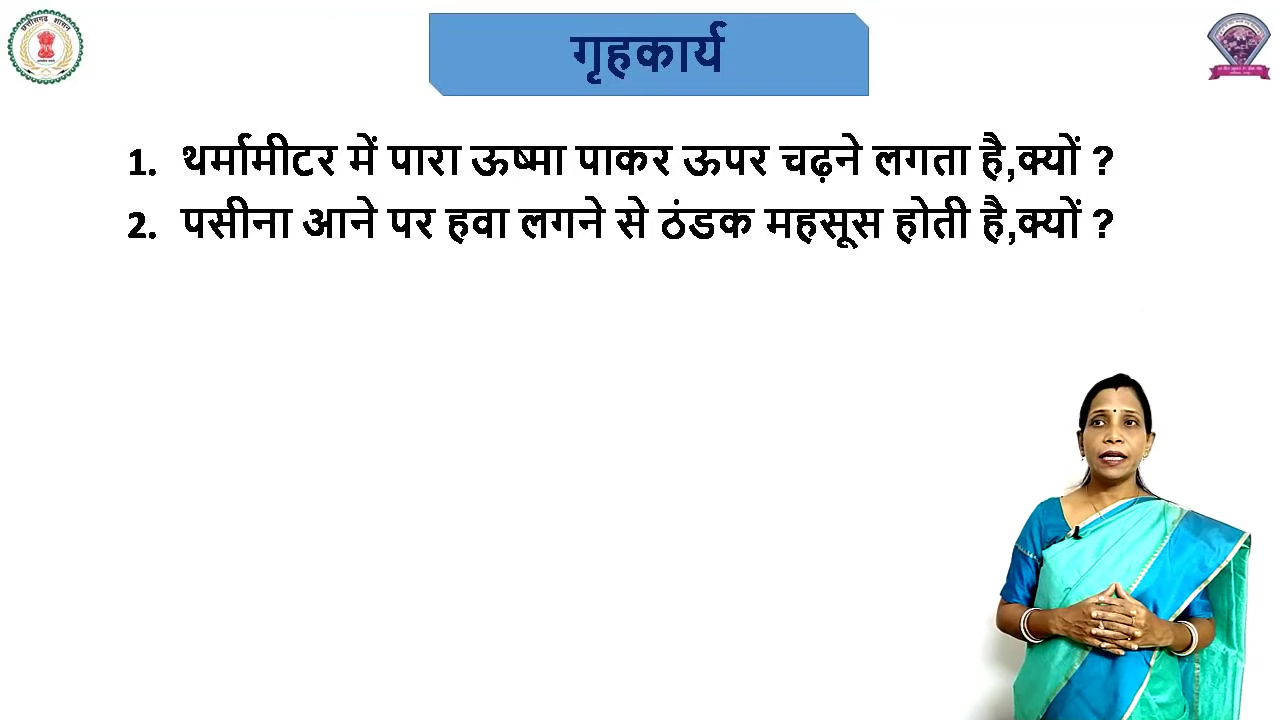 गृहकार्य
1. थर्मामीटर में पारा ऊष्मा पाकर ऊपर चढ़ने लगता है,क्यों ?
2. पसीना आने पर हवा लगने से ठंडक महसूस होती है,क्यों ?